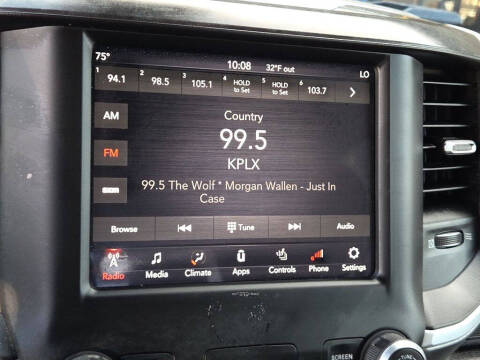 75° 10:08 32°F out LO
1 94.1 2 98.5 3 105.1 4 HOLD to Set 5 HOLD to Set 6 103.7
AM
Country
99.5
FM
KPLX
99.5 The Wolf * Morgan Wallen - Just In
Case
Browse Tune Audio
Radio Media Climate Apps Controls Phone Settings
SCREEN